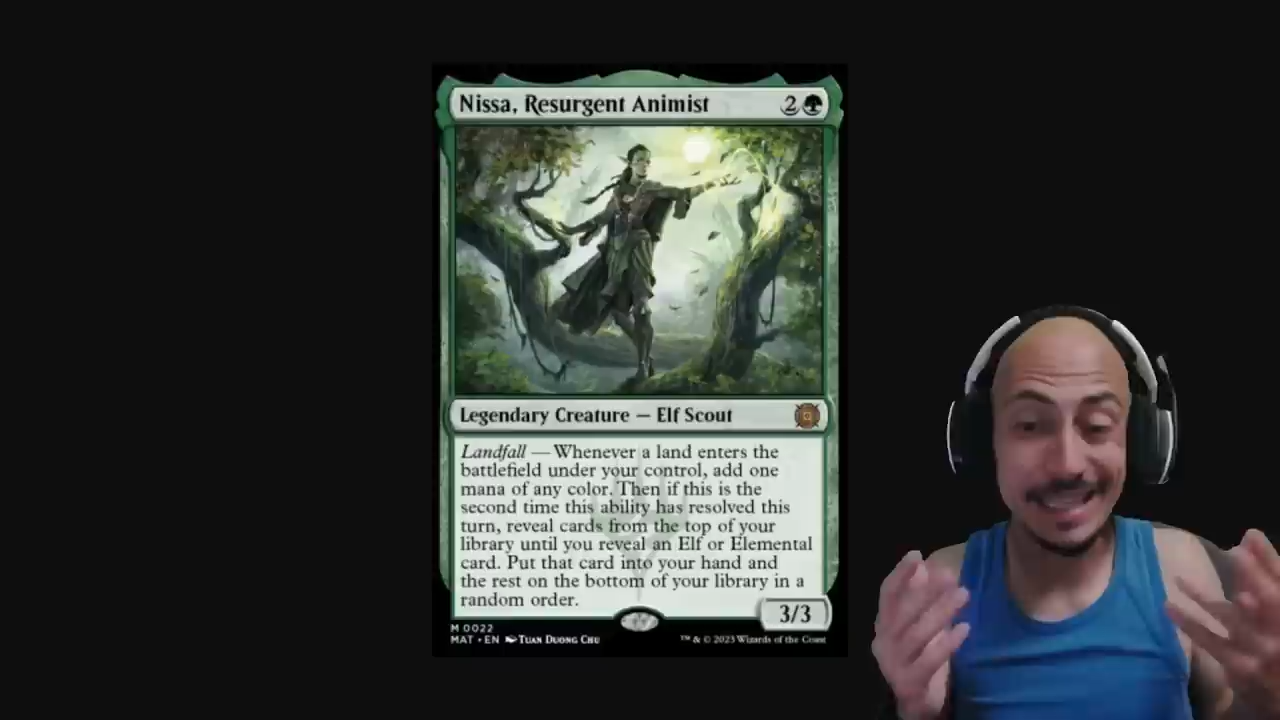 Nissa, Resurgent Animist 2
Legendary Creature — Elf Scout
Landfall — Whenever a land enters the
battlefield under your control, add one
mana of any color. Then if this is the
second time this ability has resolved this
turn, reveal cards from the top of your
library until you reveal an Elf or Elemental
card. Put that card into your hand and
the rest on the bottom of your library in a
random order.
3/3
M 0022
MAT • EN TUAN DUONG CHU ™ & © 2023 Wizards of the Coast